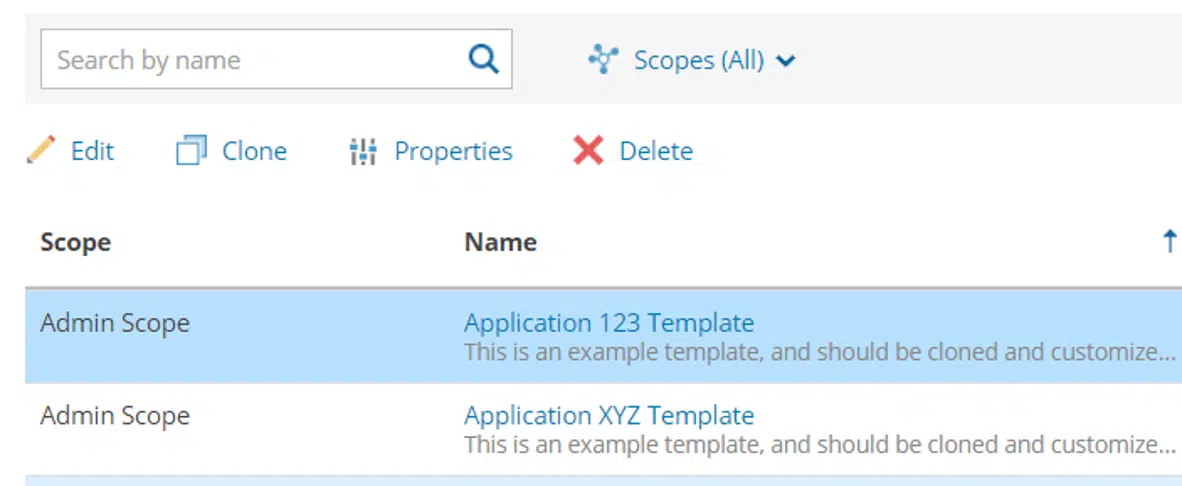 Search by name
Scopes (All)
Edit
Clone
Properties
Delete
Scope
Name
Admin Scope
Application 123 Template
This is an example template, and should be cloned and customize...
Admin Scope
Application XYZ Template
This is an example template, and should be cloned and customize...